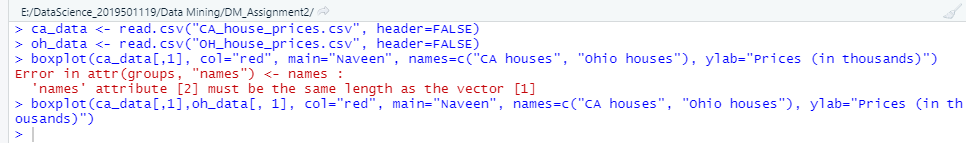 E:/DataScience_2019501119/Data Mining/DM_Assignment2/
> ca_data <- read.csv("CA_house_prices.csv", header=FALSE)
> oh_data <- read.csv("OH_house_prices.csv", header=FALSE)
> boxplot(ca_data[,1], col="red", main="Naveen", names=c("CA houses", "Ohio houses"), ylab="Prices (in thousands)")
Error in attr(groups, "names") <- names :
  'names' attribute [2] must be the same length as the vector [1]
> boxplot(ca_data[,1],oh_data[, 1], col="red", main="Naveen", names=c("CA houses", "Ohio houses"), ylab="Prices (in th
ousands)")
>